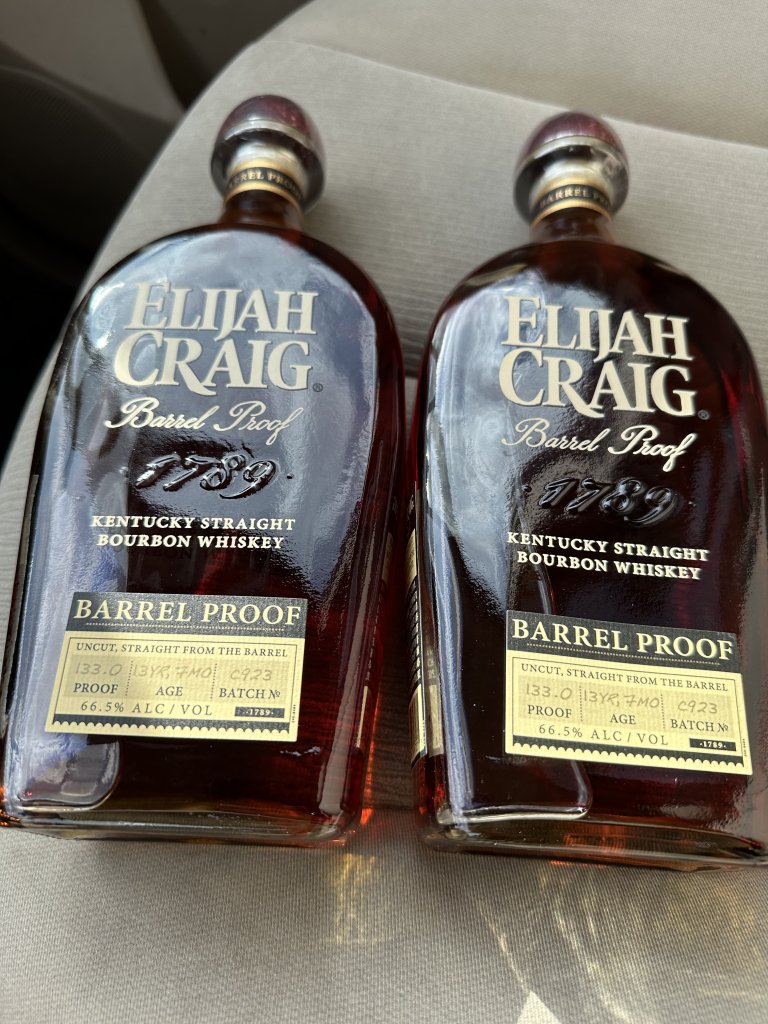 BARREL PROOF
ELIJAH
CRAIG®
Barrel Proof
1789
KENTUCKY STRAIGHT
BOURBON WHISKEY
BARREL PROOF
UNCUT, STRAIGHT FROM THE BARREL
133.0 13YR, 7MO C923
PROOF AGE BATCH №
66.5% ALC / VOL ·1789·
BARREL PRO
ELIJAH
CRAIG®
Barrel Proof
1789
KENTUCKY STRAIGHT
BOURBON WHISKEY
BARREL PROOF
UNCUT, STRAIGHT FROM THE BARREL
133.0 13YR, 7MO C923
PROOF AGE BATCH №
66.5% ALC / VOL ·1789·